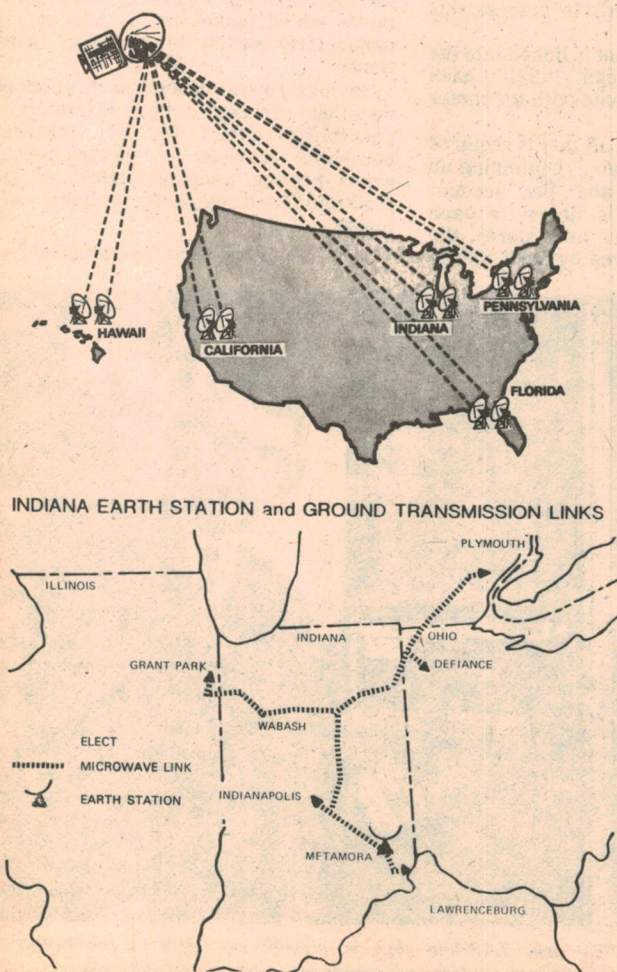 HAWAII
CALIFORNIA
INDIANA
PENNSYLVANIA
FLORIDA
INDIANA EARTH STATION and GROUND TRANSMISSION LINKS
PLYMOUTH
ILLINOIS
INDIANA
OHIO
GRANT PARK
DEFIANCE
WABASH
ELECT
MICROWAVE LINK
EARTH STATION
INDIANAPOLIS
METAMORA
LAWRENCEBURG